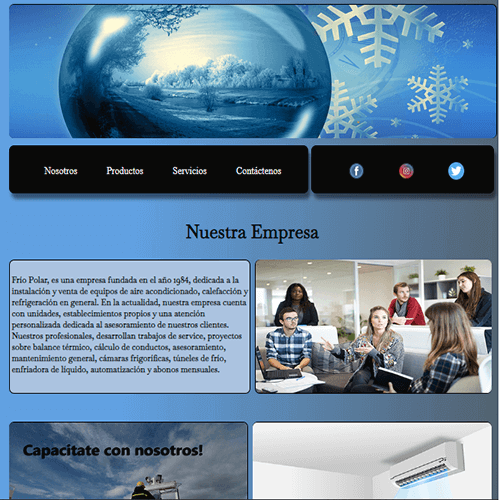 Nosotros Productos Servicios Contáctenos
Nuestra Empresa
Frío Polar, es una empresa fundada en el año 1984, dedicada a la
instalación y venta de equipos de aire acondicionado, calefacción y
refrigeración en general. En la actualidad, nuestra empresa cuenta
con unidades, establecimientos propios y una atención
personalizada dedicada al asesoramiento de nuestros clientes.
Nuestros profesionales, desarrollan trabajos de service, proyectos
sobre balance térmico, cálculo de conductos, asesoramiento,
mantenimiento general, cámaras frigoríficas, túneles de frío,
enfriadora de líquido, automatización y abonos mensuales.
Capacítate con nosotros!